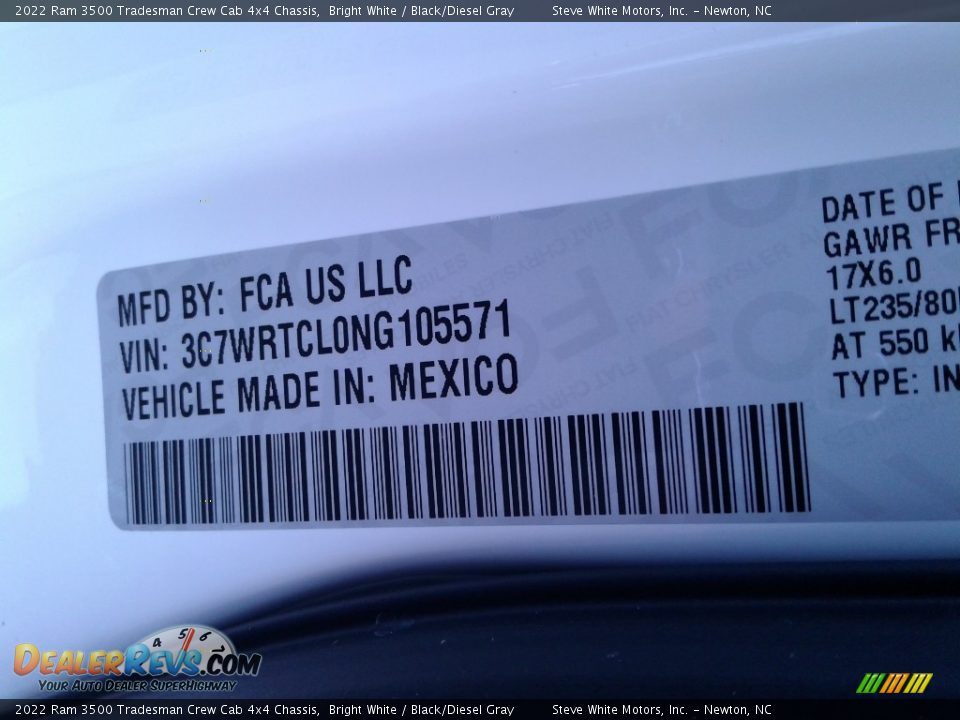 2022 Ram 3500 Tradesman Crew Cab 4x4 Chassis, Bright White / Black/Diesel Gray Steve White Motors, Inc. – Newton, NC
MFD BY: FCA US LLC
VIN: 3C7WRTCL0NG105571
VEHICLE MADE IN: MEXICO
DATE OF
GAWR FR
17X6.0
LT235/80
AT 550 k
TYPE: IN
4 5 6
DEALERREVS.COM
YOUR AUTO DEALER SUPERHIGHWAY
2022 Ram 3500 Tradesman Crew Cab 4x4 Chassis, Bright White / Black/Diesel Gray Steve White Motors, Inc. – Newton, NC